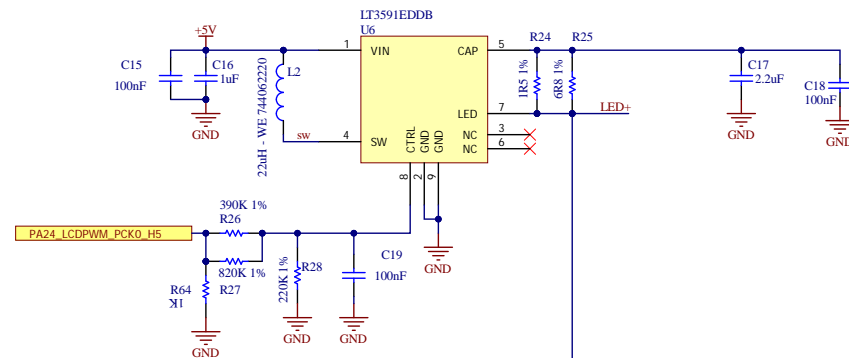 LT3591EDDB
U6
+5V
1
VIN
CAP
5
R24
R25
C15
100nF
C16
1uF
L2
22uH - WE 744062220
1R5 1%
6R8 1%
C17
2.2uF
C18
100nF
LED
7
LED+
GND
sw
4
SW
CTRL
GND
GND
NC
3
NC
6
GND
GND
8
2
9
390K 1%
R26
PA24_LCDPWM_PCK0_H5
820K 1%
R27
R64
1K
220K 1%
R28
C19
100nF
GND
GND
GND
GND